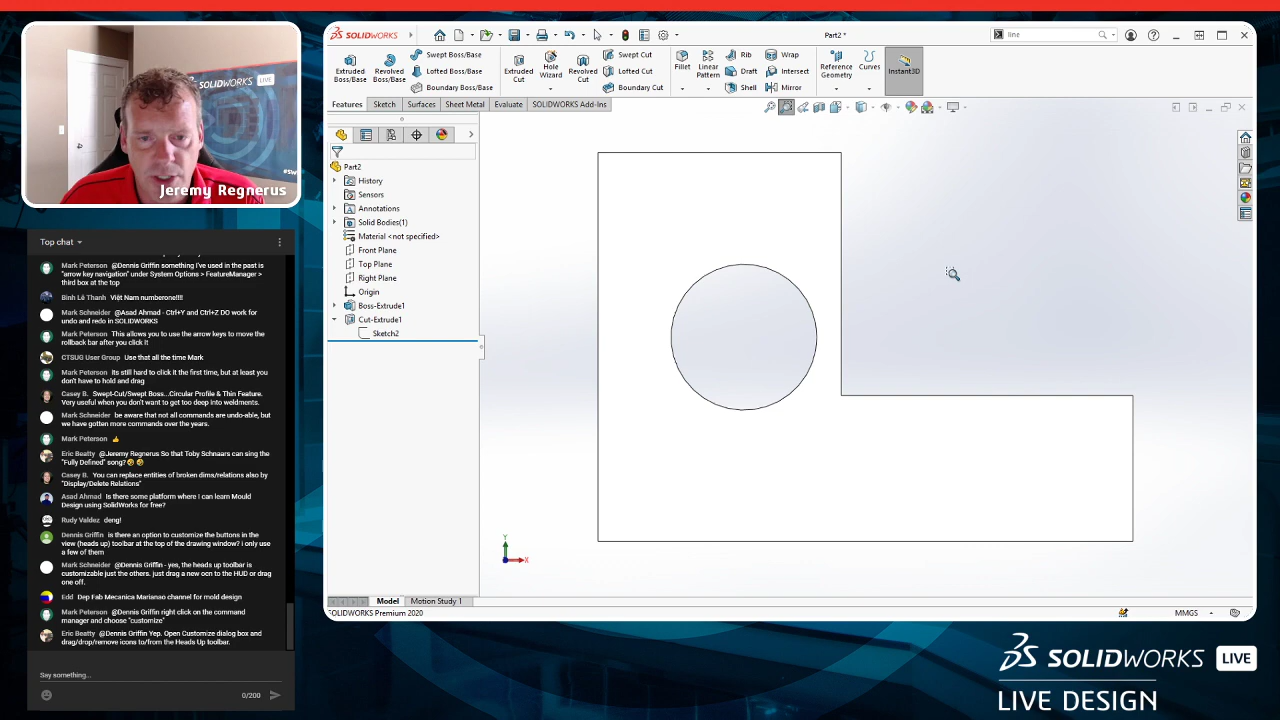 SOLIDWORKS LIVE
#SW
Jeremy Regnerus
Top chat
Mark Peterson @Dennis Griffin something I've used in the past is
"arrow key navigation" under System Options > FeatureManager >
third box at the top
Bình Lê Thanh Việt Nam numberone!!!!
Mark Schneider @Asad Ahmad - Ctrl+Y and Ctrl+Z DO work for
undo and redo in SOLIDWORKS
Mark Peterson This allows you to use the arrow keys to move the
rollback bar after you click it
CTSUG User Group Use that all the time Mark
Mark Peterson Its still hard to click it the first time, but at least you
don't have to hold and drag
Casey B. Swept-Cut/Swept Boss...Circular Profile & Thin Feature.
Very useful when you don't want to get too deep into weldments.
Mark Schneider be aware that not all commands are undo-able, but
we have gotten more commands over the years.
Mark Peterson 👍
Eric Beatty @Jeremy Regnerus So that Toby Schnaars can sing the
"Fully Defined" song?🤣🤣
Casey B. You can replace entities of broken dims/relations also by
"Display/Delete Relations"
Asad Ahmad Is there some platform where I can learn Mould
Design using SolidWorks for free?
Rudy Valdez deng!
Dennis Griffin is there an option to customize the buttons in the
view (heads up) toolbar at the top of the drawing window? i only use
a few of them
Mark Schneider @Dennis Griffin - yes, the heads up toolbar is
customizable just the others. just drag a new ocn to the HUD or drag
one off.
Edd Dep Fab Mecanica Marianao channel for mold design
Mark Peterson @Dennis Griffin right click on the command
manager and choose "customize"
Eric Beatty @Dennis Griffin Yep. Open Customize dialog box and
drag/drop/remove icons to/from the Heads Up toolbar.
Say something...
0/200
SOLIDWORKS
Part2 *
line
Extruded Boss/Base
Revolved Boss/Base
Swept Boss/Base
Lofted Boss/Base
Boundary Boss/Base
Extruded Cut
Hole Wizard
Revolved Cut
Swept Cut
Lofted Cut
Boundary Cut
Fillet
Linear Pattern
Rib
Draft
Shell
Wrap
Intersect
Mirror
Reference Geometry
Curves
Instant3D
Features Sketch Surfaces Sheet Metal Evaluate SOLIDWORKS Add-Ins
Part2
History
Sensors
Annotations
Solid Bodies(1)
Material <not specified>
Front Plane
Top Plane
Right Plane
Origin
Boss-Extrude1
Cut-Extrude1
Sketch2
Y
X
Model Motion Study 1
SOLIDWORKS Premium 2020
MMGS
SOLIDWORKS LIVE
LIVE DESIGN